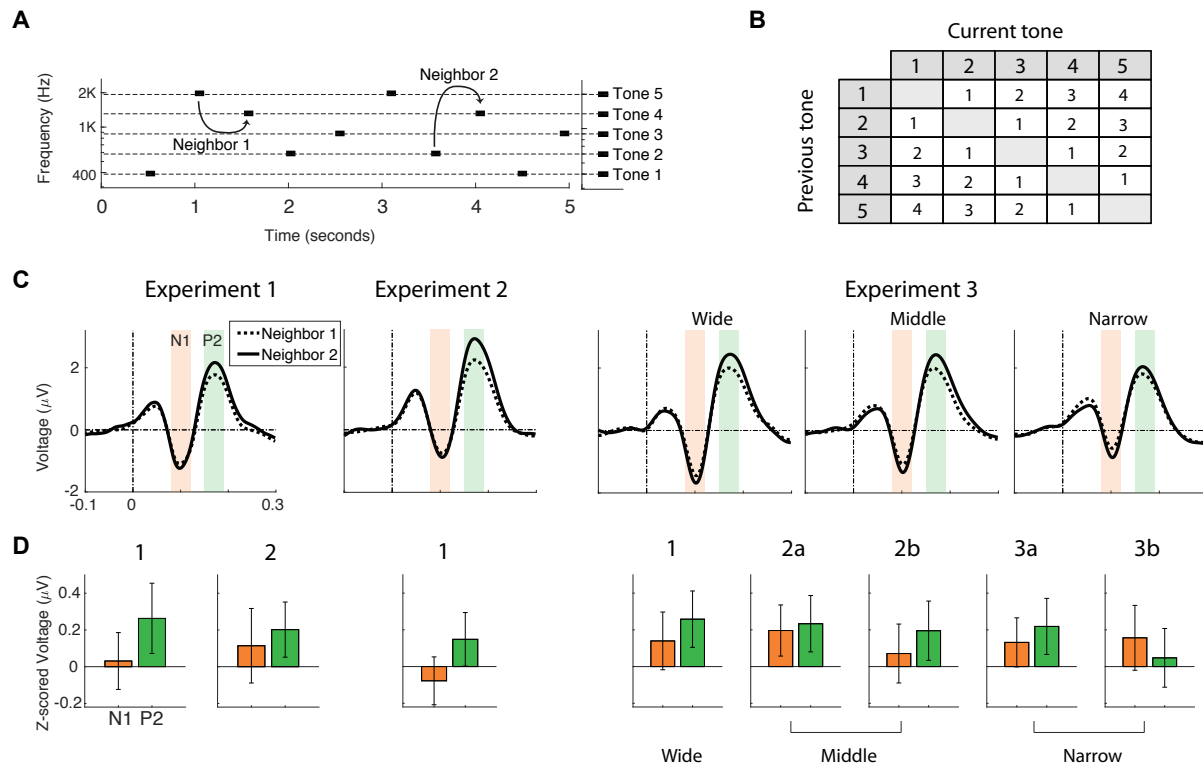 A
Frequency (Hz)
2K
1K
400
Neighbor 1
Neighbor 2
Tone 5
Tone 4
Tone 3
Tone 2
Tone 1
0 1 2 3 4 5
Time (seconds)
B
Current tone
Previous tone
1 2 3 4 5
1 1 2 3 4
2 1 1 2 3
3 2 1 1 2
4 3 2 1 1
5 4 3 2 1
C
Experiment 1
Experiment 2
Experiment 3
Wide
Middle
Narrow
N1 P2
Neighbor 1
Neighbor 2
Voltage (μV)
2
0
-2
-0.1 0 0.3
D
1 2 1 1 2a 2b 3a 3b
Z-scored Voltage (μV)
0.4
0.2
0
-0.2
N1 P2
Wide
Middle
Narrow